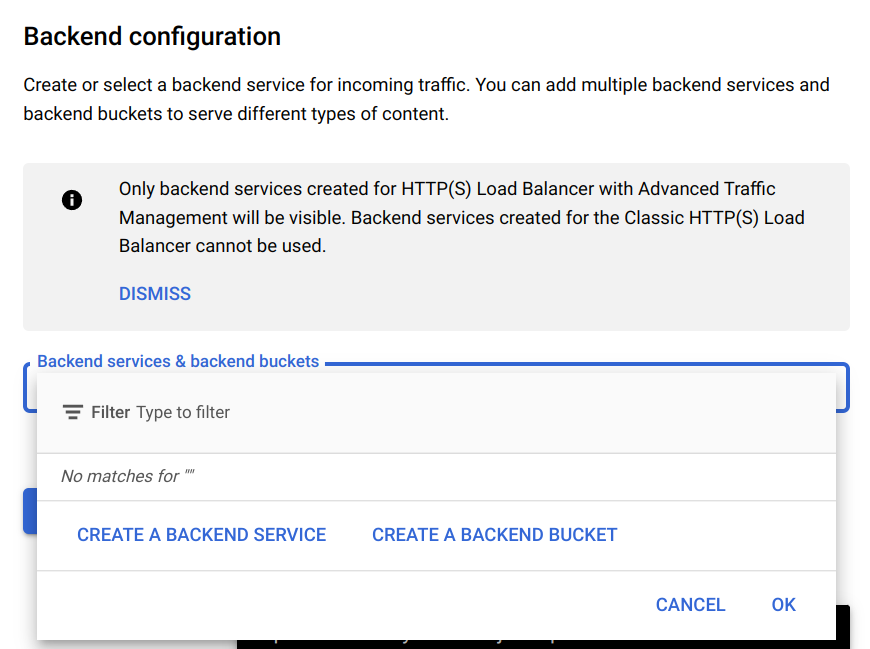 Backend configuration
Create or select a backend service for incoming traffic. You can add multiple backend services and
backend buckets to serve different types of content.
Only backend services created for HTTP(S) Load Balancer with Advanced Traffic
Management will be visible. Backend services created for the Classic HTTP(S) Load
Balancer cannot be used.
DISMISS
Backend services & backend buckets
Filter Type to filter
No matches for ""
CREATE A BACKEND SERVICE CREATE A BACKEND BUCKET
CANCEL OK